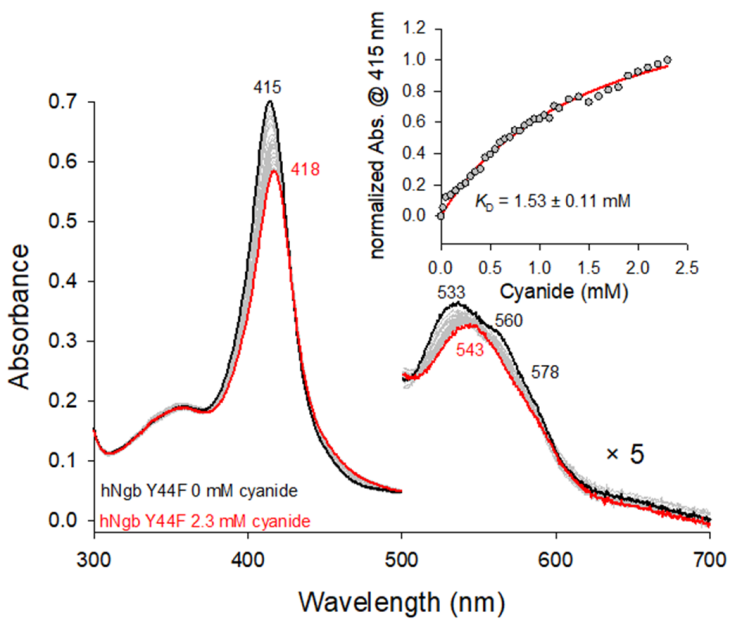 normalized Abs. @ 415 nm
1.2
1.0
0.8
0.6
0.4
0.2
0.0
K_D = 1.53 ± 0.11 mM
0.0 0.5 1.0 1.5 2.0 2.5
Cyanide (mM)
Absorbance
0.7
0.6
0.5
0.4
0.3
0.2
0.1
0.0
415
418
533
560
543
578
× 5
hNgb Y44F 0 mM cyanide
hNgb Y44F 2.3 mM cyanide
300 400 500 600 700
Wavelength (nm)